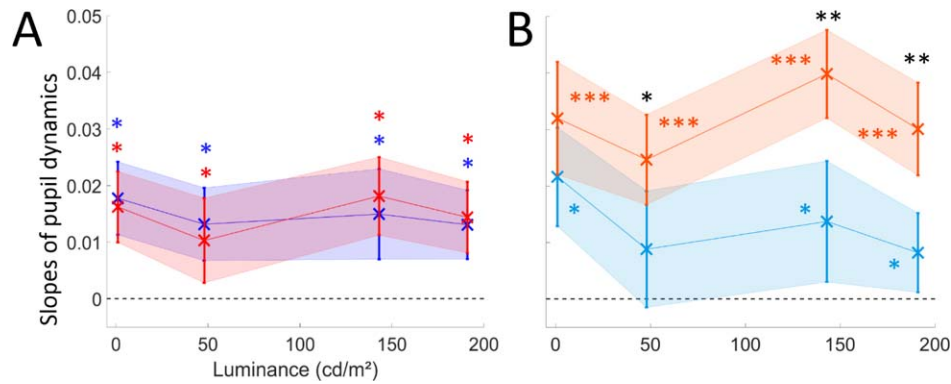 A
B
Slopes of pupil dynamics
0.05
0.04
0.03
0.02
0.01
0
* * * *
* * * *
** **
*
*** *** *** ***
* * *
0 50 100 150 200
0 50 100 150 200
Luminance (cd/m²)